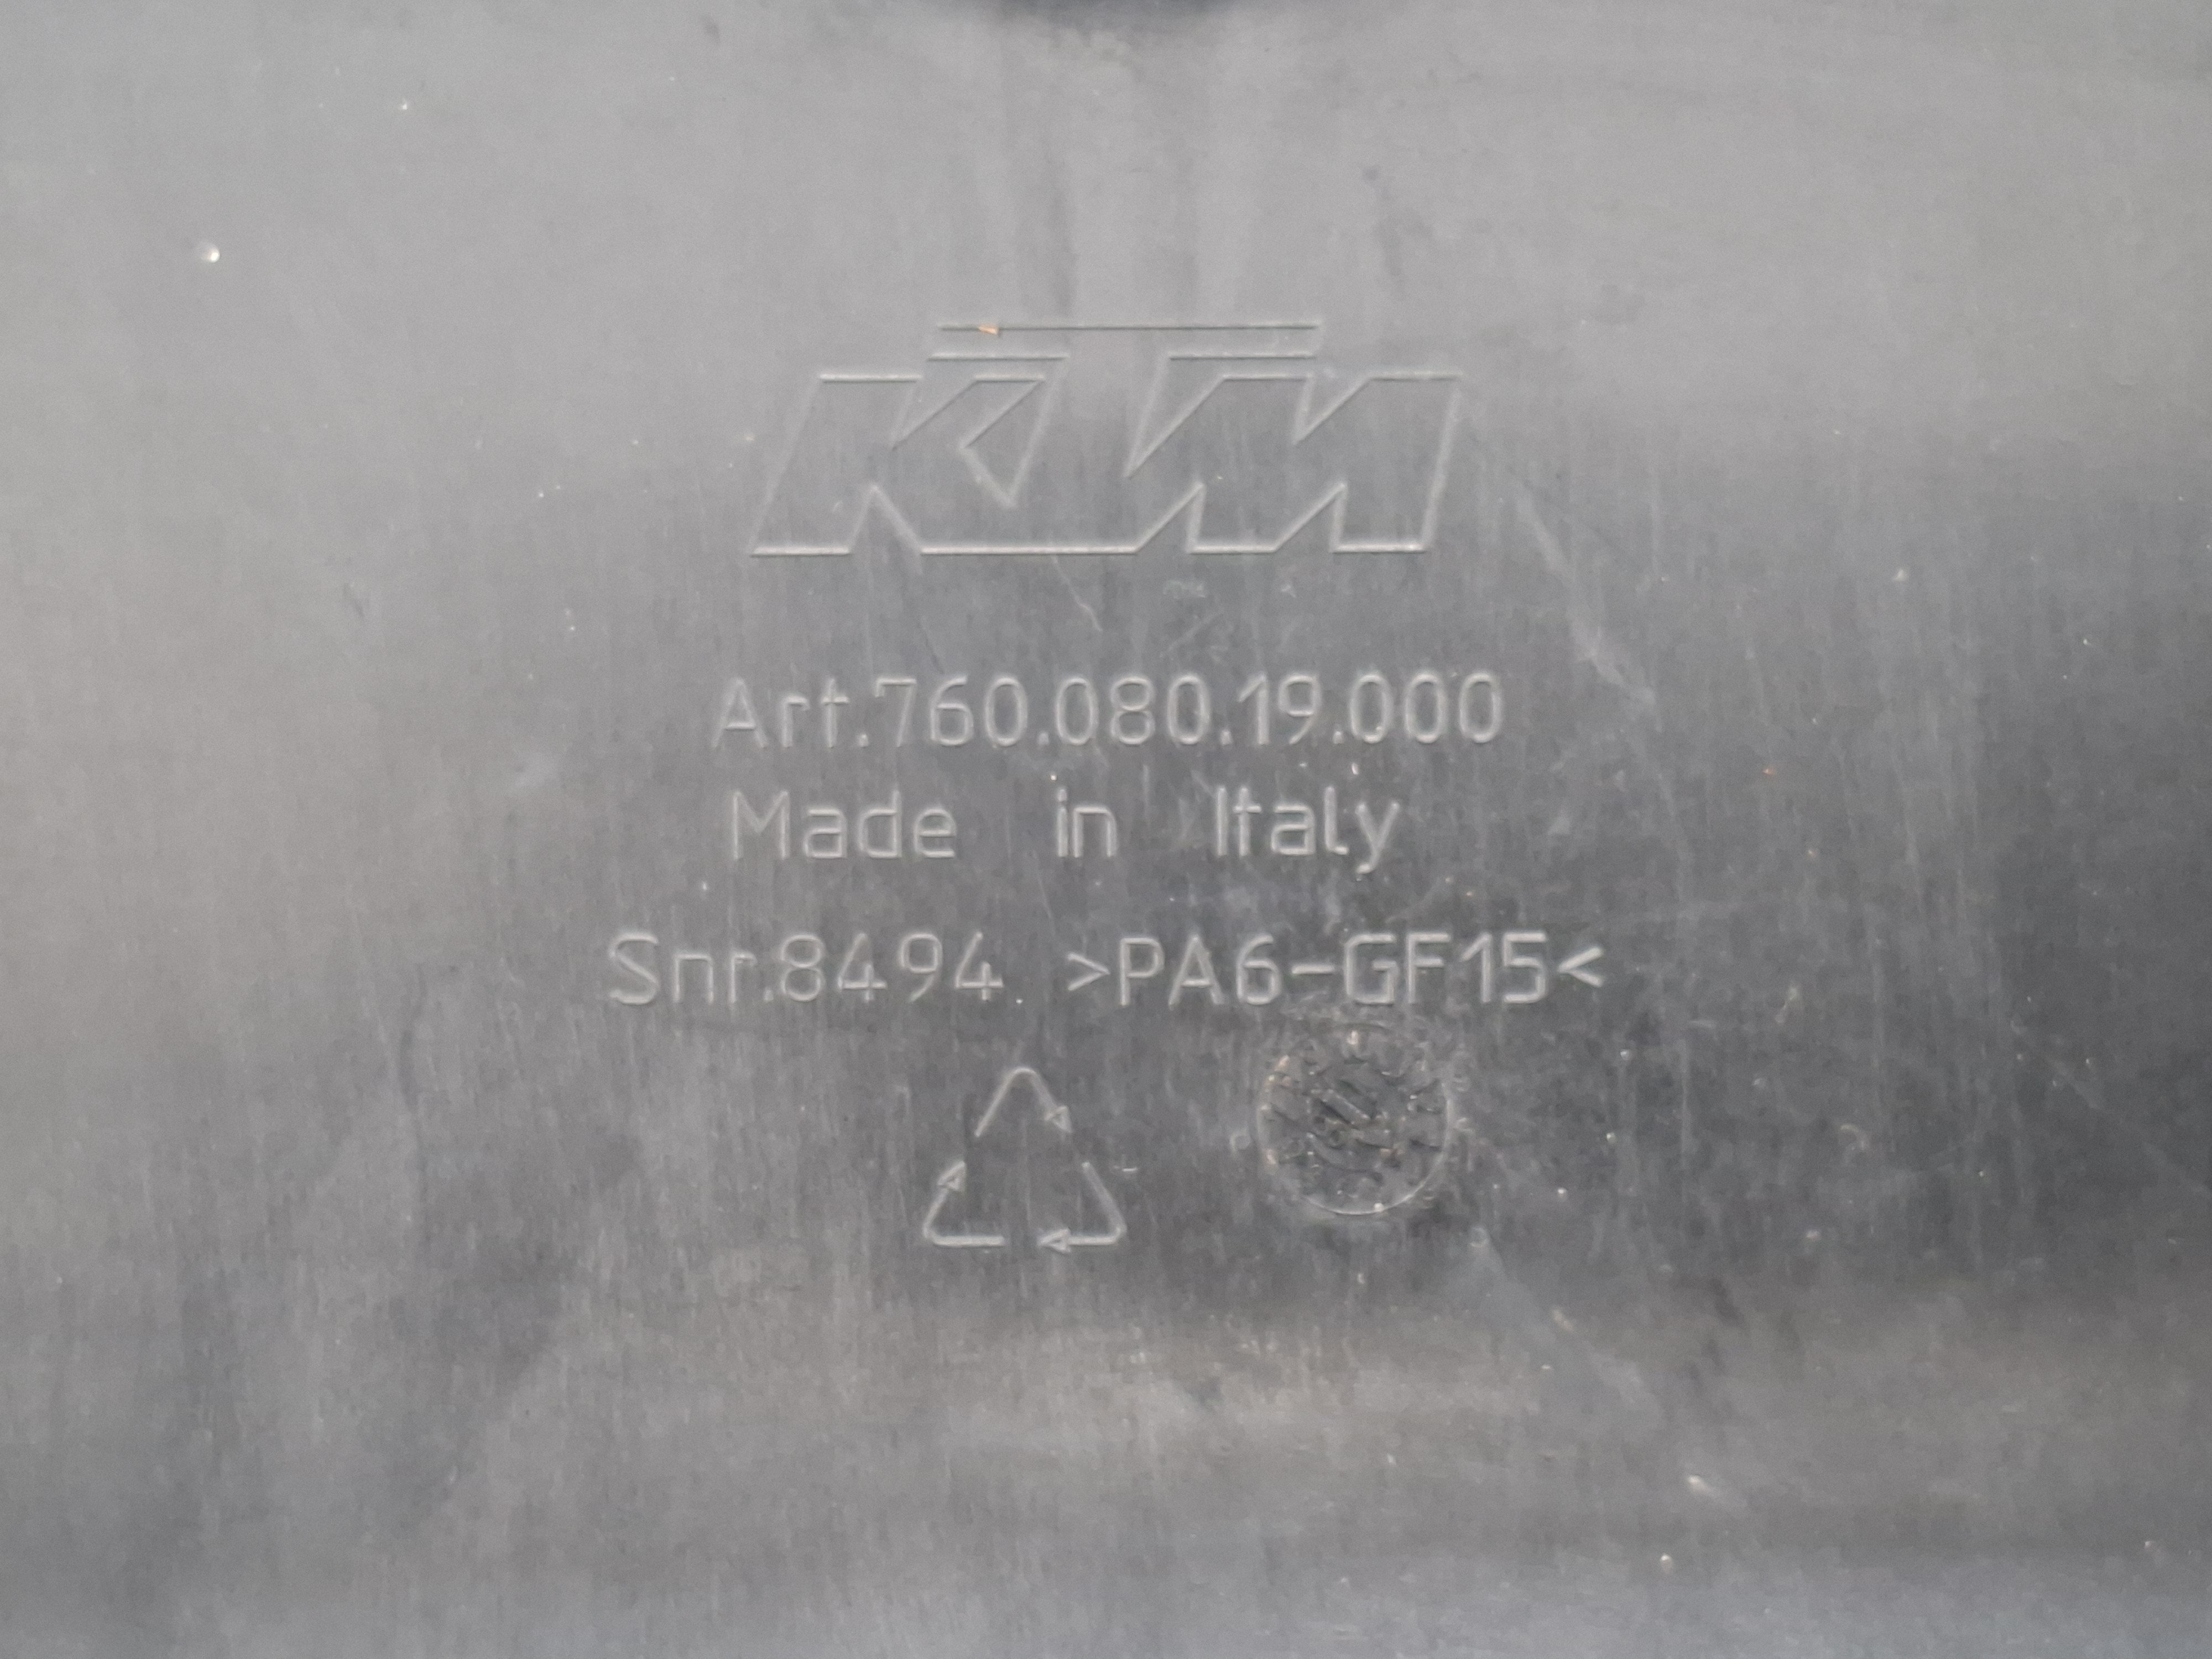 KTM
Art.760.080.19.000
Made in Italy
Snr.8494 >PA6-GF15<